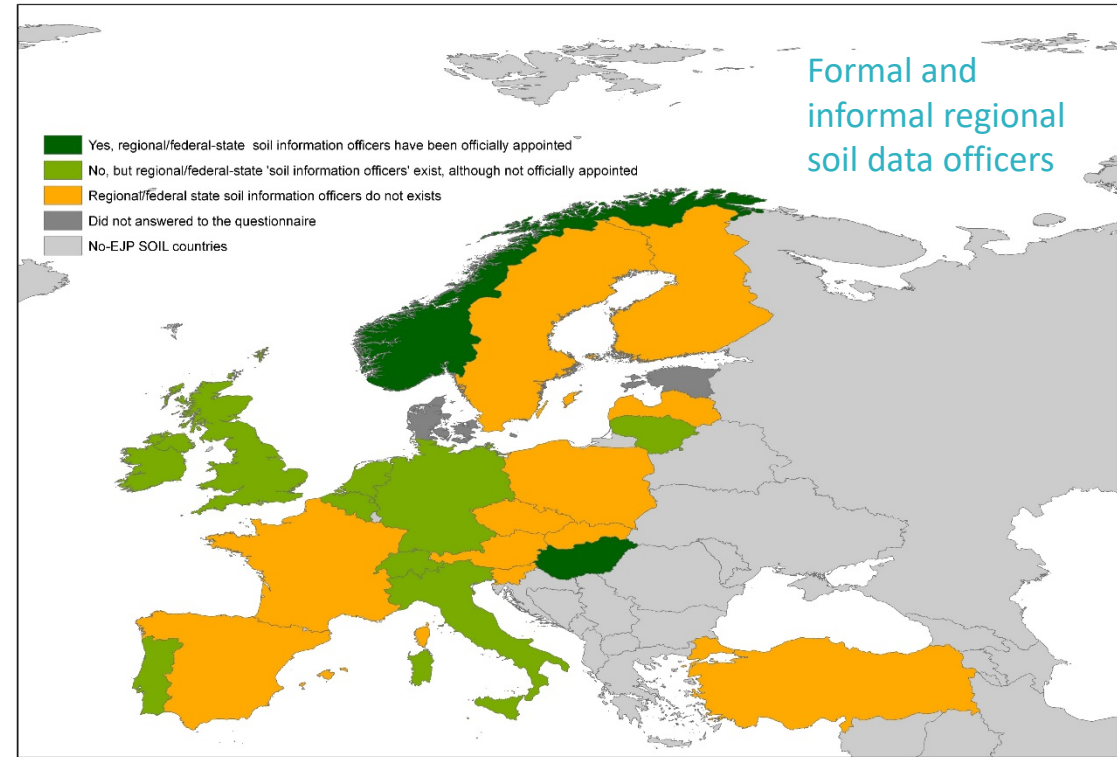 Formal and
informal regional
soil data officers
Yes, regional/federal-state soil information officers have been officially appointed
No, but regional/federal-state 'soil information officers' exist, although not officially appointed
Regional/federal state soil information officers do not exists
Did not answered to the questionnaire
No-EJP SOIL countries